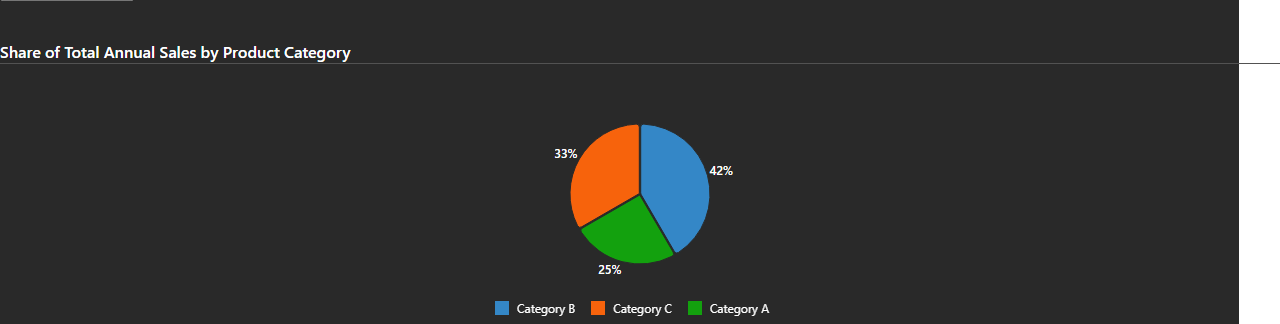 Share of Total Annual Sales by Product Category
33%
42%
25%
Category B Category C Category A